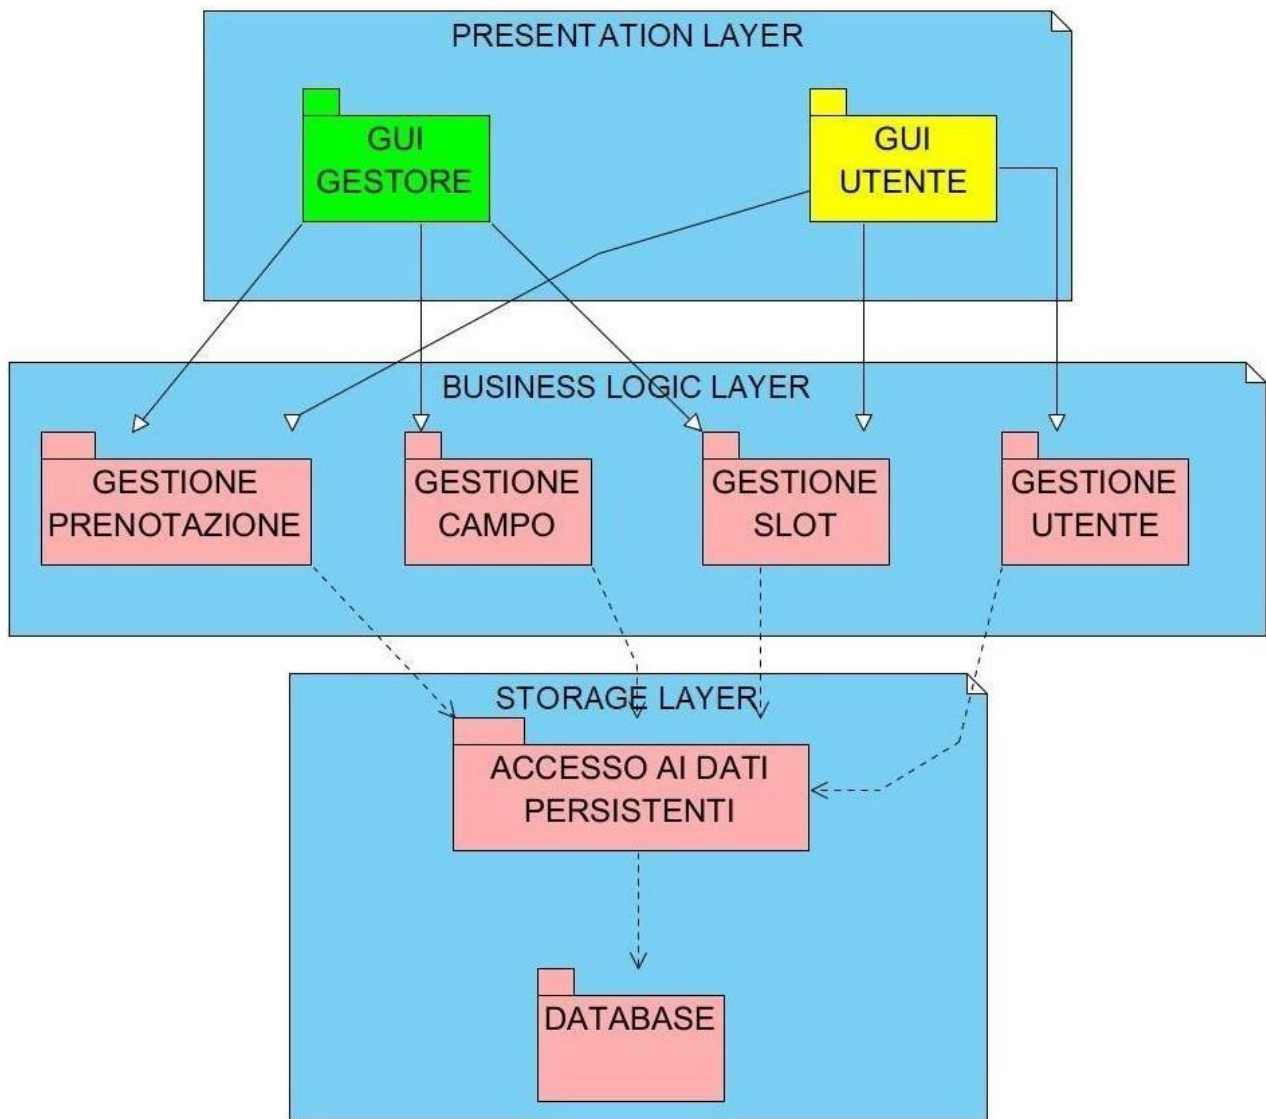 PRESENTATION LAYER
GUI
GESTORE
GUI
UTENTE
BUSINESS LOGIC LAYER
GESTIONE
PRENOTAZIONE
GESTIONE
CAMPO
GESTIONE
SLOT
GESTIONE
UTENTE
STORAGE LAYER
ACCESSO AI DATI
PERSISTENTI
DATABASE